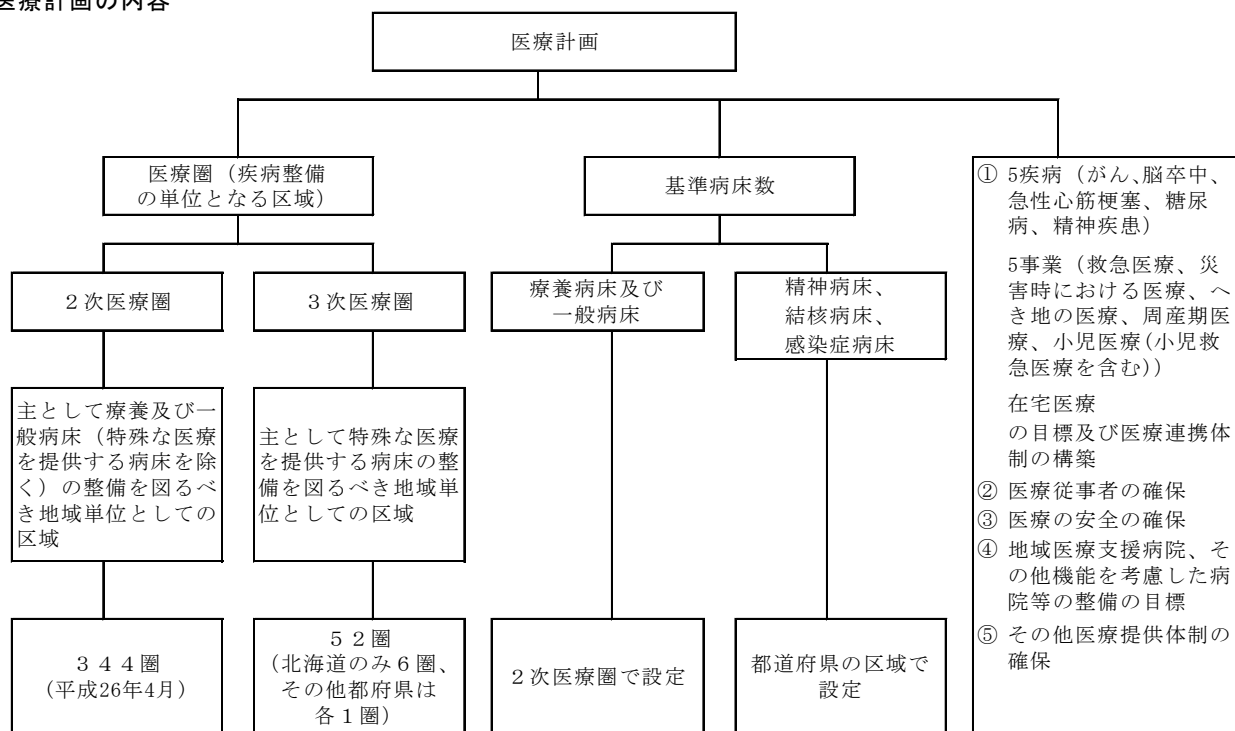 医療計画の内容
医療計画
医療圏（疾病整備
の単位となる区域）
基準病床数
２次医療圏
３次医療圏
療養病床及び
一般病床
精神病床、
結核病床、
感染症病床
主として療養及び一
般病床（特殊な医療
を提供する病床を除
く）の整備を図るべ
き地域単位としての
区域
主として特殊な医療
を提供する病床の整
備を図るべき地域単
位としての区域
３４４圏
(平成26年4月)
５２圏
（北海道のみ６圏、
その他都府県は
各１圏）
２次医療圏で設定
都道府県の区域で
設定
① 5疾病（がん、脳卒中、
急性心筋梗塞、糖尿
病、精神疾患）
5事業（救急医療、災
害時における医療、へ
き地の医療、周産期医
療、小児医療(小児救
急医療を含む))
在宅医療
の目標及び医療連携体
制の構築
② 医療従事者の確保
③ 医療の安全の確保
④ 地域医療支援病院、そ
の他機能を考慮した病
院等の整備の目標
⑤ その他医療提供体制の
確保